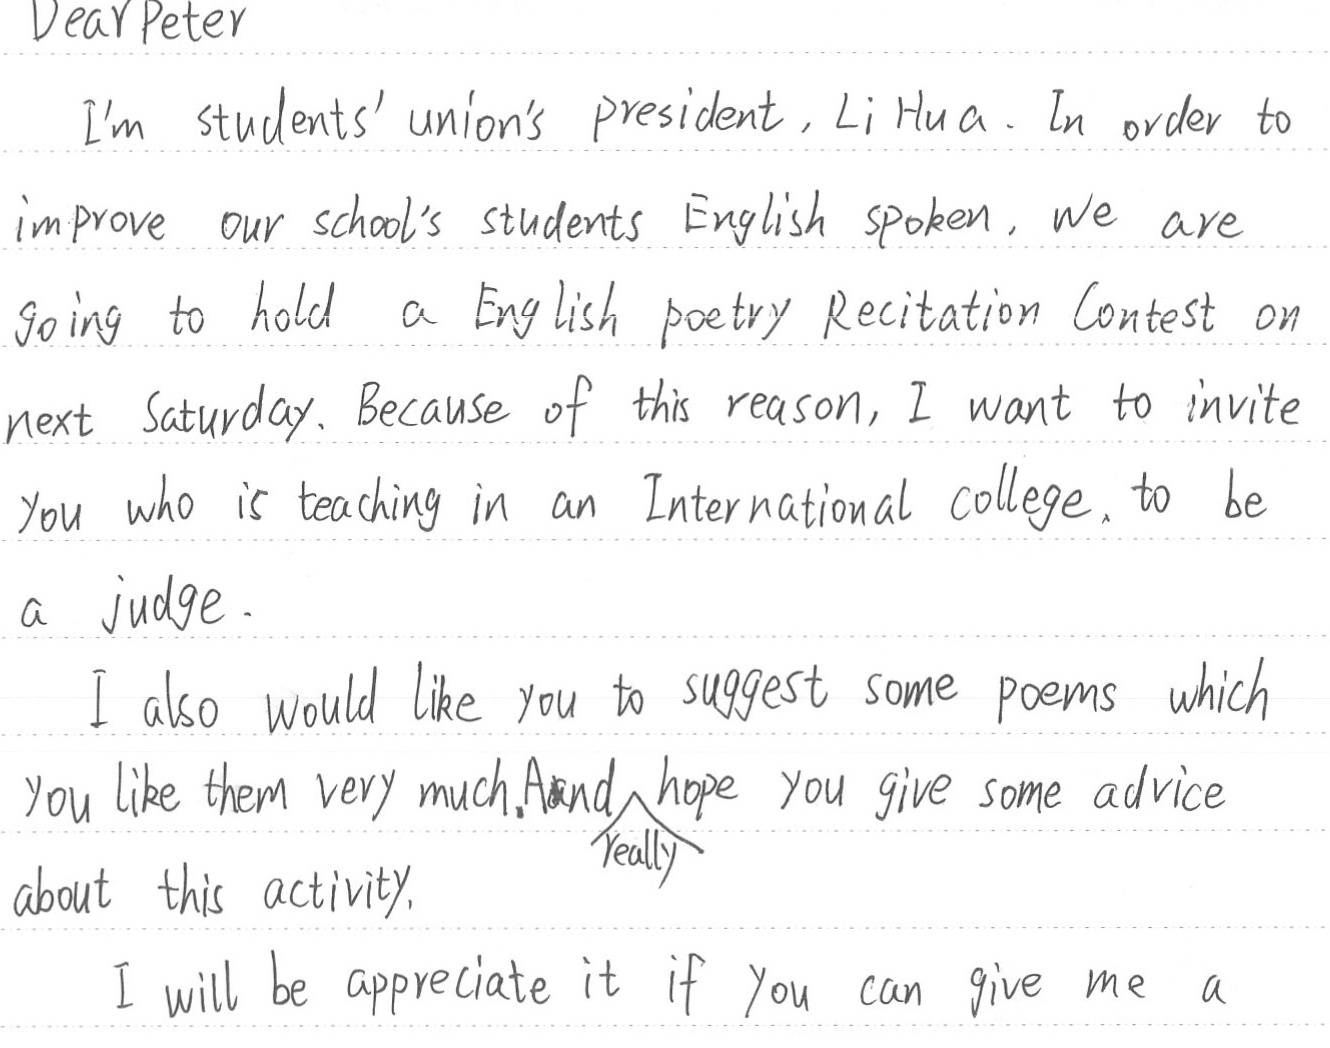 Dear Peter
I'm students' union's president, Li Hua. In order to
improve our school's students English spoken, we are
going to hold a English poetry Recitation Contest on
next Saturday. Because of this reason, I want to invite
you who is teaching in an International college, to be
a judge.
I also would like you to suggest some poems which
you like them very much. And really hope you give some advice
about this activity.
I will be appreciate it if you can give me a